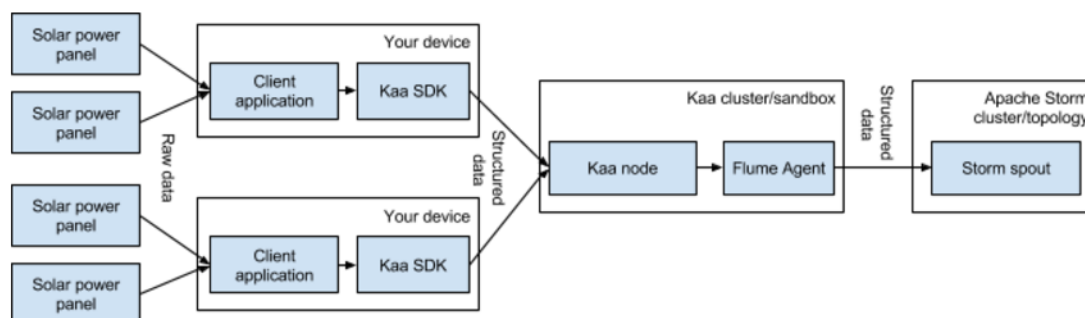 Solar power
panel
Solar power
panel
Raw data
Solar power
panel
Solar power
panel
Your device
Client
application
Kaa SDK
Your device
Client
application
Kaa SDK
Structured
data
Kaa cluster/sandbox
Kaa node
Flume Agent
Structured
data
Apache Storm
cluster/topology
Storm spout